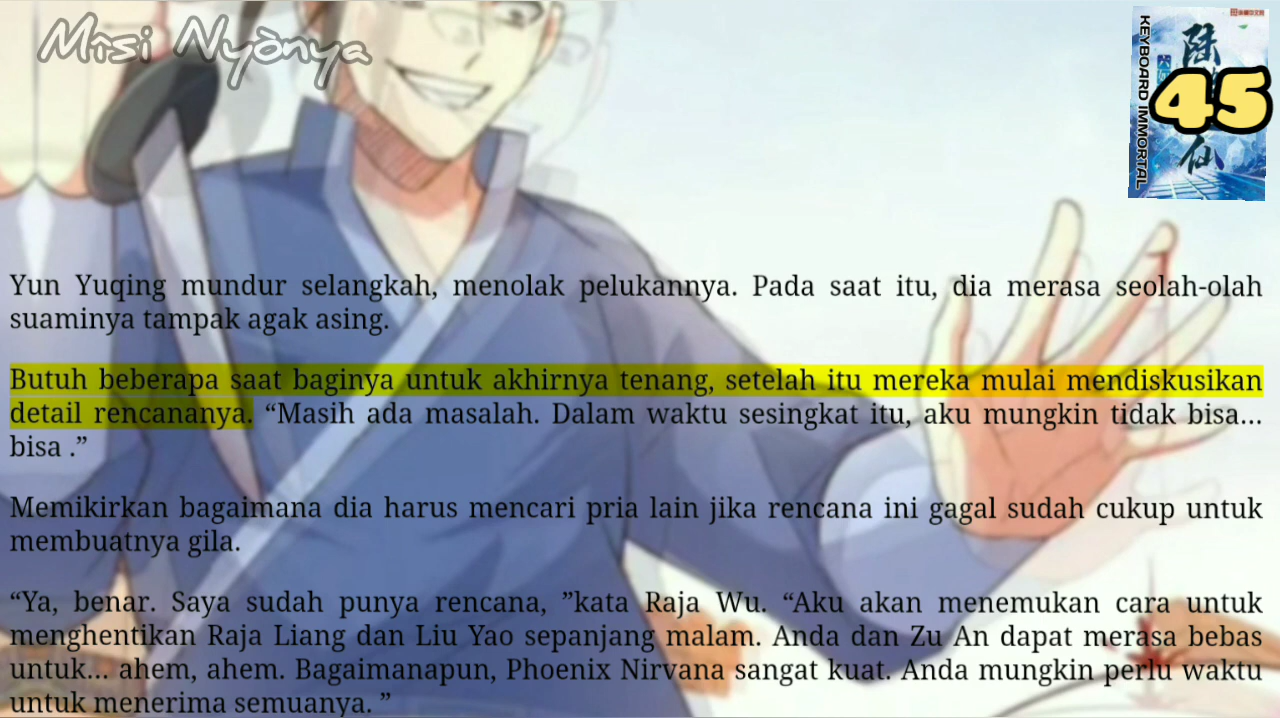 Mîsi Nyònya
KEYBOARD IMMORTAL
45
仙
Yun Yuqing mundur selangkah, menolak pelukannya. Pada saat itu, dia merasa seolah-olah
suaminya tampak agak asing.
Butuh beberapa saat baginya untuk akhirnya tenang, setelah itu mereka mulai mendiskusikan
detail rencananya. “Masih ada masalah. Dalam waktu sesingkat itu, aku mungkin tidak bisa…
bisa .”
Memikirkan bagaimana dia harus mencari pria lain jika rencana ini gagal sudah cukup untuk
membuatnya gila.
“Ya, benar. Saya sudah punya rencana, ”kata Raja Wu. “Aku akan menemukan cara untuk
menghentikan Raja Liang dan Liu Yao sepanjang malam. Anda dan Zu An dapat merasa bebas
untuk… ahem, ahem. Bagaimanapun, Phoenix Nirvana sangat kuat. Anda mungkin perlu waktu
untuk menerima semuanya. ”